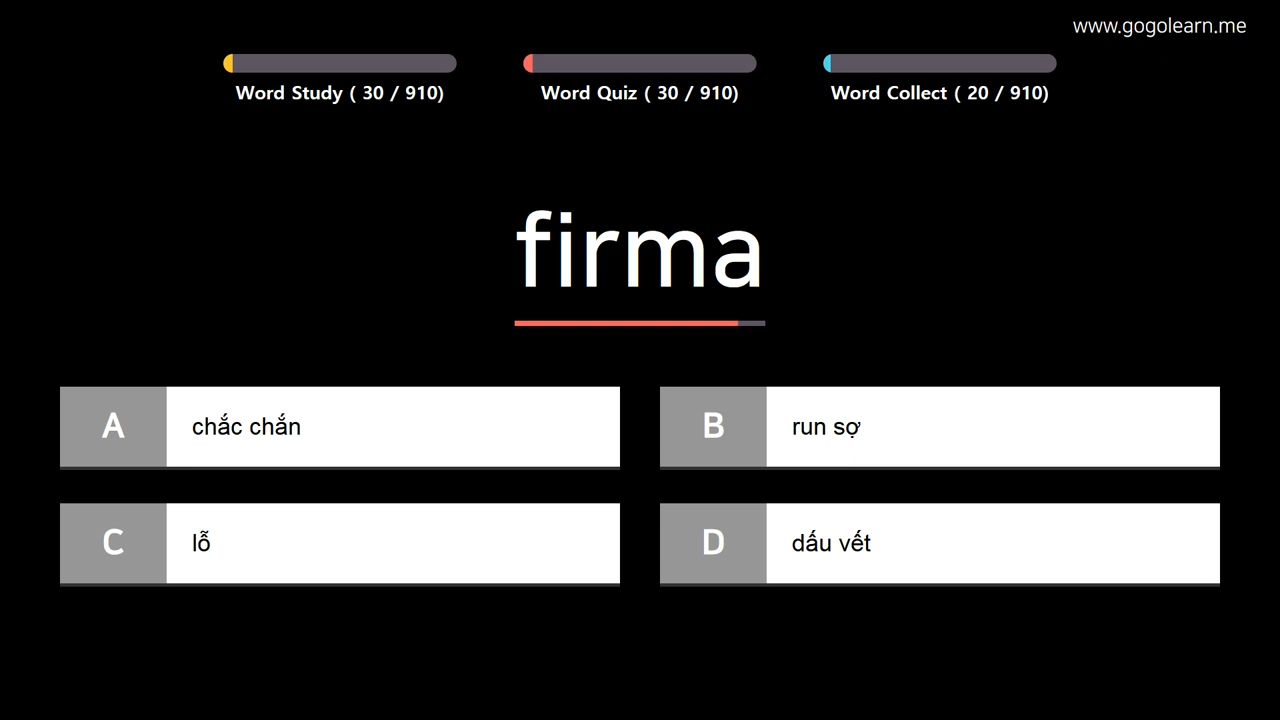 www.gogolearn.me
Word Study ( 30 / 910)
Word Quiz ( 30 / 910)
Word Collect ( 20 / 910)
firma
A
chắc chắn
B
run sợ
C
lỗ
D
dấu vết